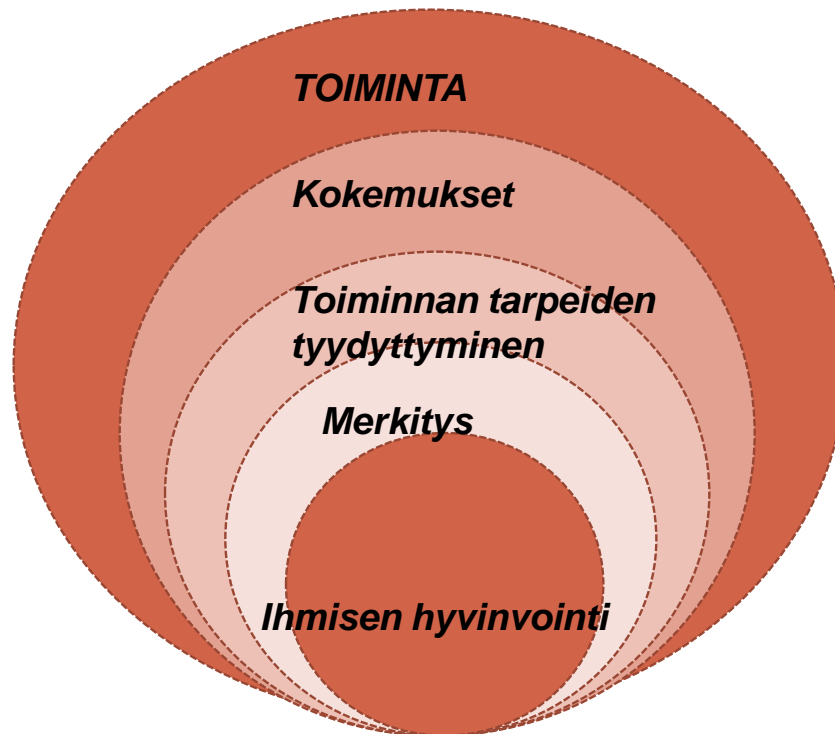 TOIMINTA
Kokemukset
Toiminnan tarpeiden
tyydyttyminen
Merkitys
Ihmisen hyvinvointi